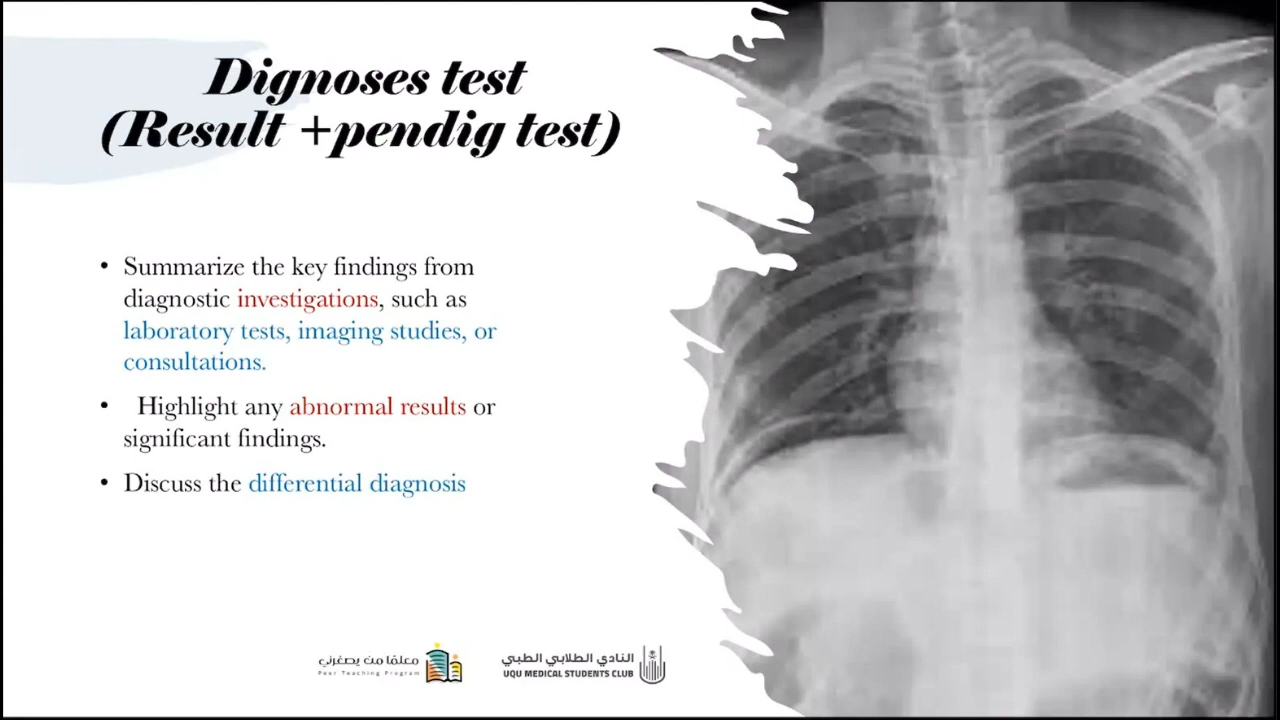 Dignoses test
(Result +pendig test)
• Summarize the key findings from
diagnostic investigations, such as
laboratory tests, imaging studies, or
consultations.
• Highlight any abnormal results or
significant findings.
• Discuss the differential diagnosis
معلمًا من يصغرني
Peer Teaching Program
النادي الطلابي الطبي
UQU MEDICAL STUDENTS CLUB